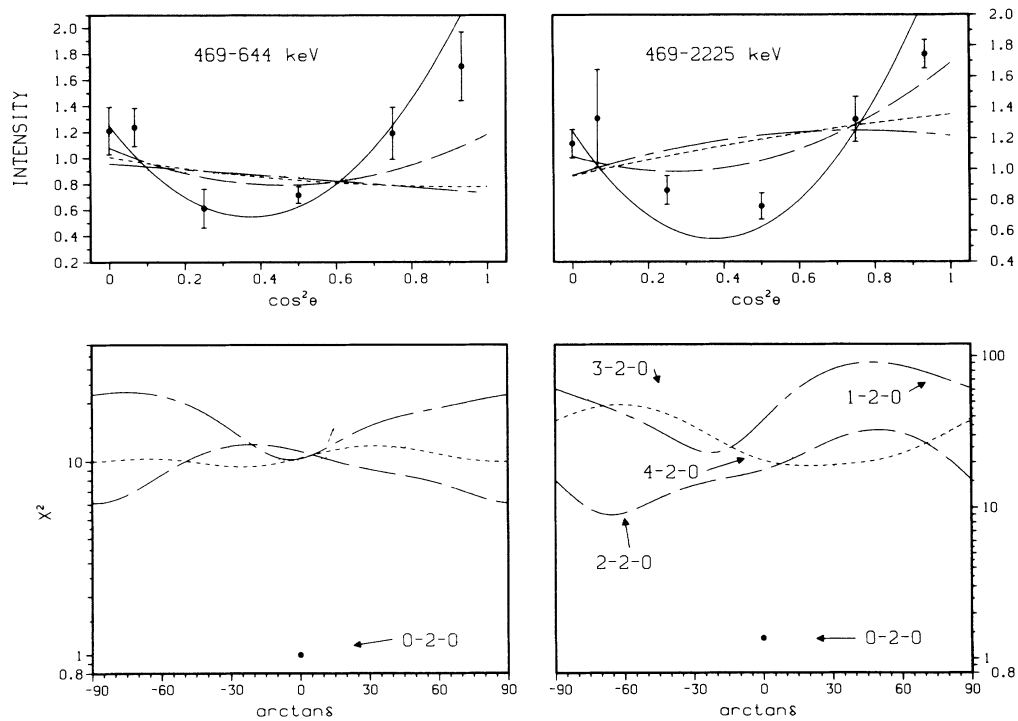 469-644 keV
INTENSITY
2.0
1.8
1.6
1.4
1.2
1.0
0.8
0.6
0.4
0.2
0 0.2 0.4 0.6 0.8 1
cos²θ
469-2225 keV
2.0
1.8
1.6
1.4
1.2
1.0
0.8
0.6
0.4
0 0.2 0.4 0.6 0.8 1
cos²θ
χ²
10
1
0.8
0-2-0
-90 -60 -30 0 30 60 90
arctanδ
3-2-0
1-2-0
4-2-0
2-2-0
0-2-0
100
10
1
0.8
-90 -60 -30 0 30 60 90
arctanδ